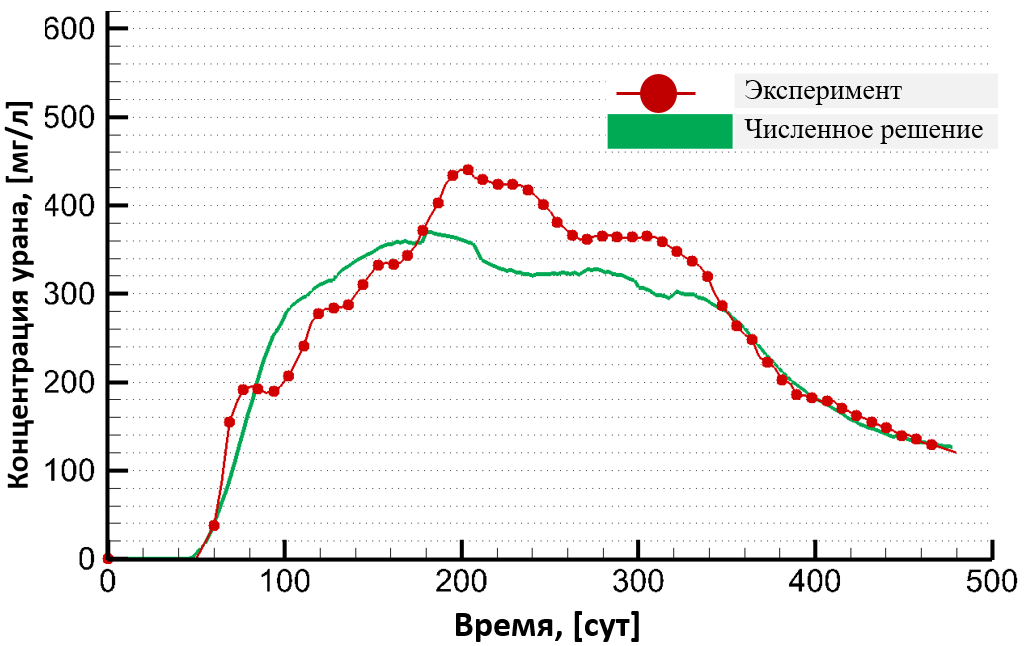 Концентрация урана, [мг/л]
600
500
400
300
200
100
0
Эксперимент
Численное решение
0 100 200 300 400 500
Время, [сут]